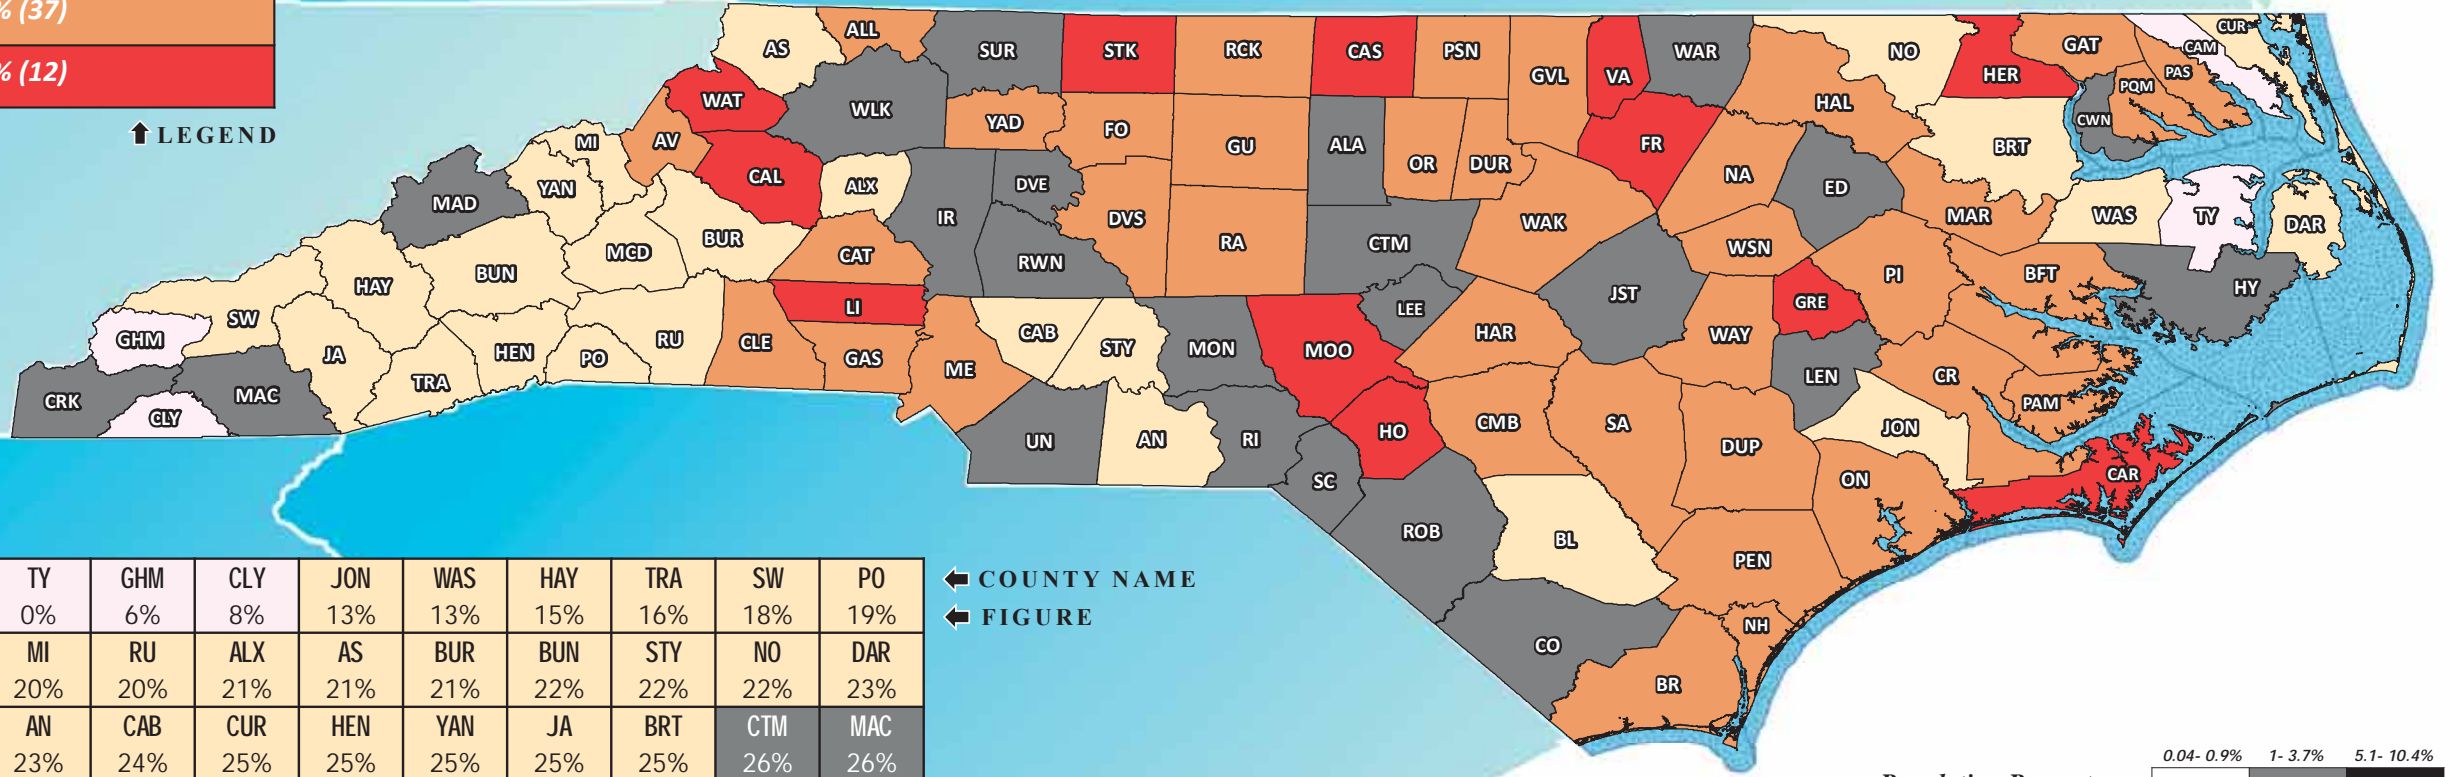 % (37)
% (12)
LEGEND
AS
ALL
SUR
STK
RCK
CAS
PSN
GVL
VA
WAR
NO
HER
GAT
CUR
CAM
PAS
PQM
CWN
WAT
WLK
YAD
FO
GU
ALA
OR
DUR
FR
HAL
BRT
MI
AV
CAL
ALX
DVE
NA
ED
MAD
YAN
IR
DVS
RA
CTM
WAK
WSN
MAR
WAS
TY
DAR
MCD
BUR
CAT
RWN
HAY
BUN
JST
PI
BFT
HY
GHM
SW
LI
LEE
GRE
JA
HEN
PO
RU
CLE
GAS
ME
CAB
STY
MON
MOO
HAR
WAY
LEN
CR
PAM
CRK
CLY
MAC
TRA
UN
AN
RI
HO
CMB
SA
DUP
JON
SC
ON
CAR
ROB
BL
PEN
NH
CO
BR
TY GHM CLY JON WAS HAY TRA SW PO
0% 6% 8% 13% 13% 15% 16% 18% 19%
MI RU ALX AS BUR BUN STY NO DAR
20% 20% 21% 21% 21% 22% 22% 22% 23%
AN CAB CUR HEN YAN JA BRT CTM MAC
23% 24% 25% 25% 25% 25% 25% 26% 26%
COUNTY NAME
FIGURE
0.04- 0.9% 1- 3.7% 5.1- 10.4%